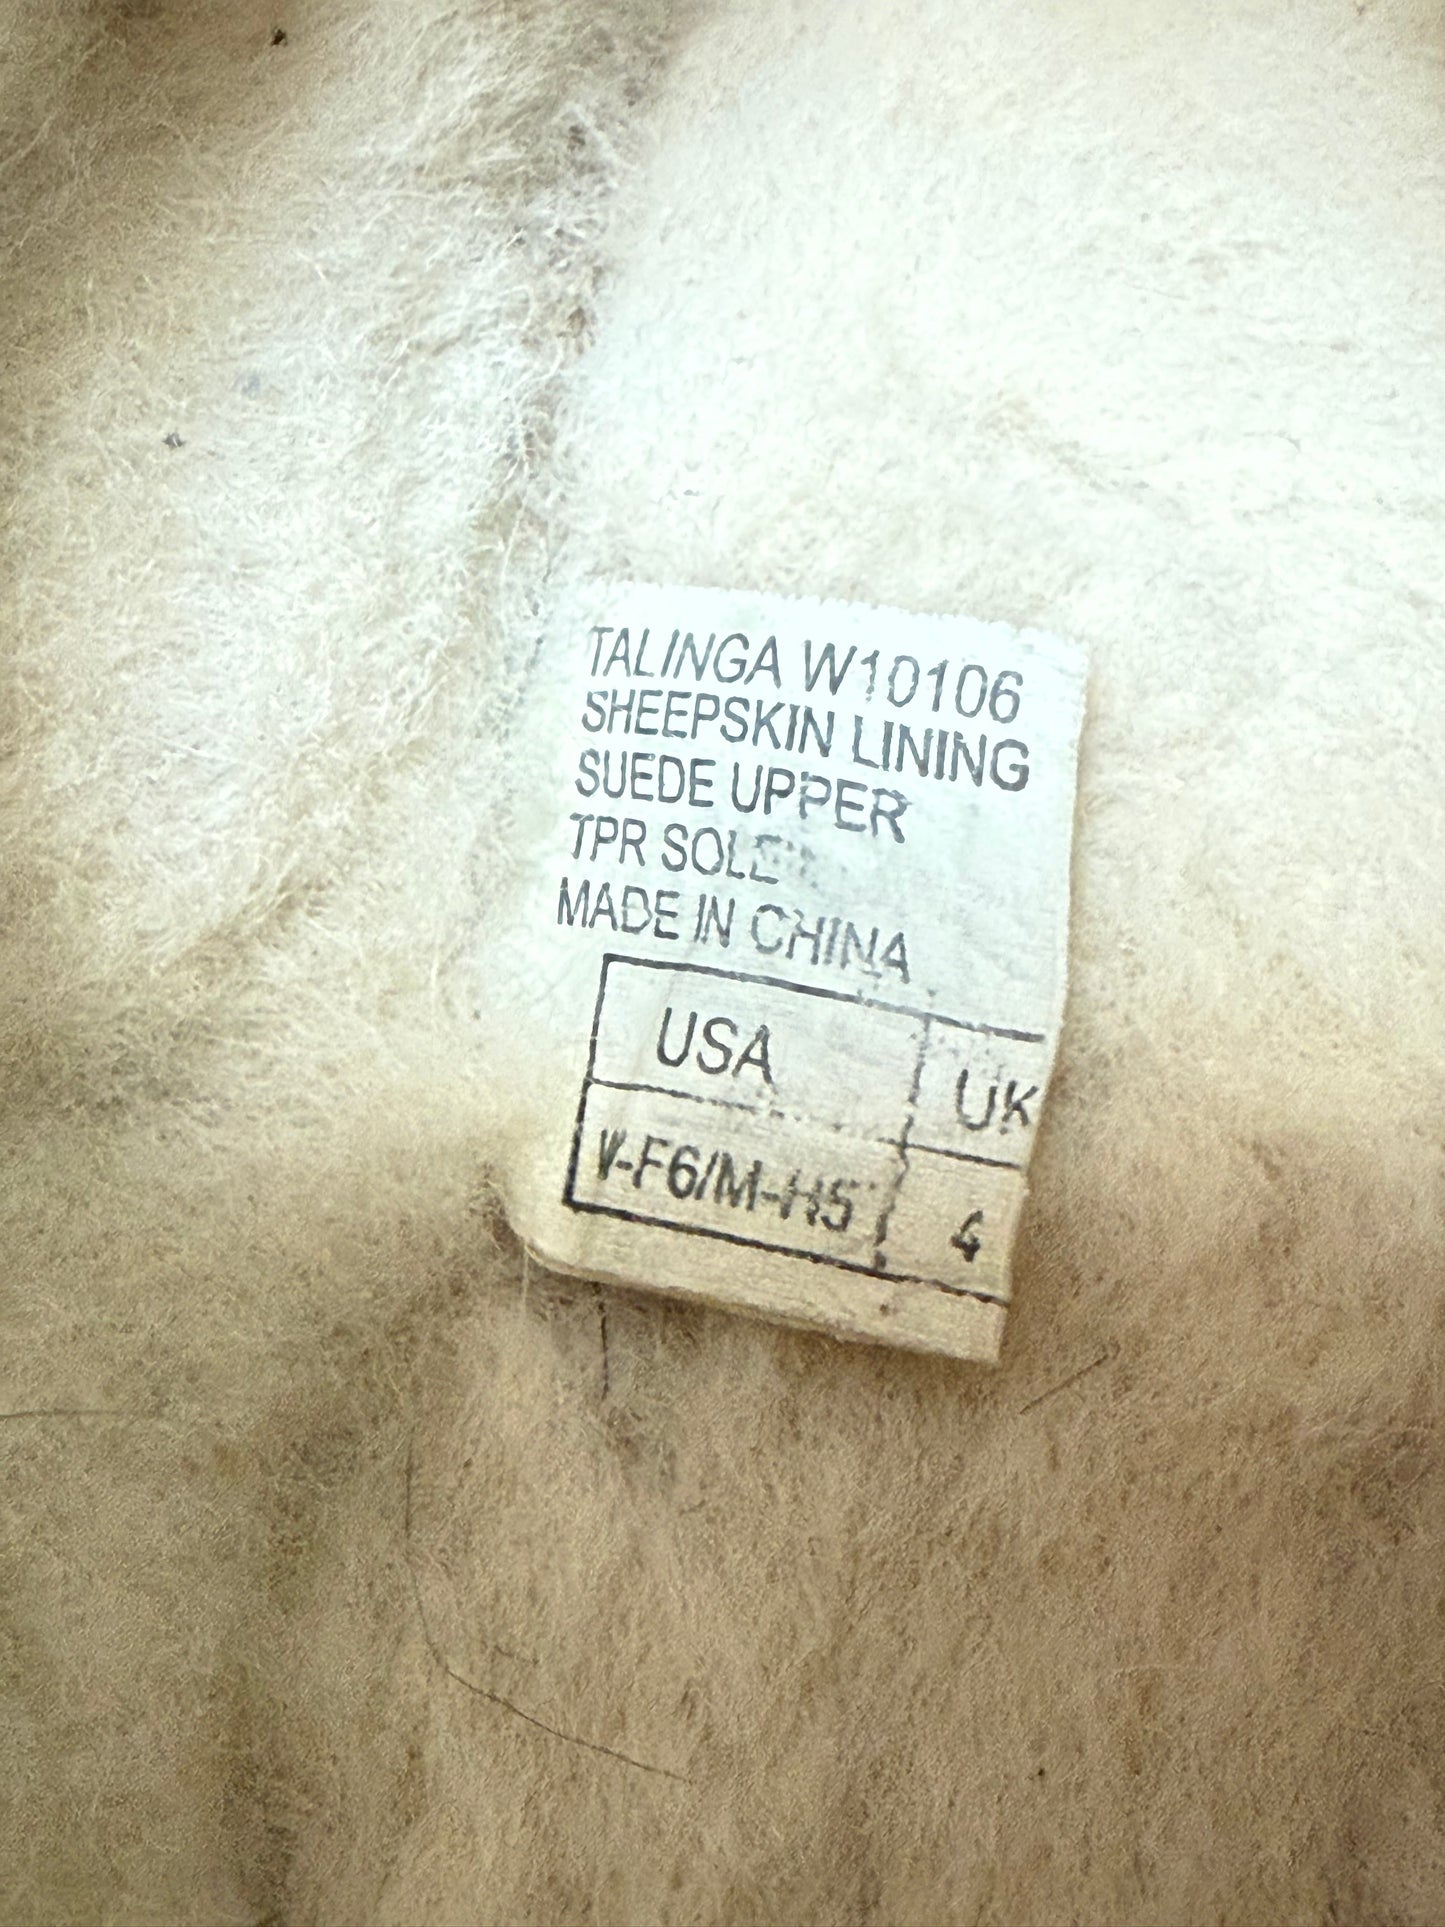 TALINGA W10106
SHEEPSKIN LINING
SUEDE UPPER
TPR SOLE
MADE IN CHINA
USA UK
W-F6/M-H5 4